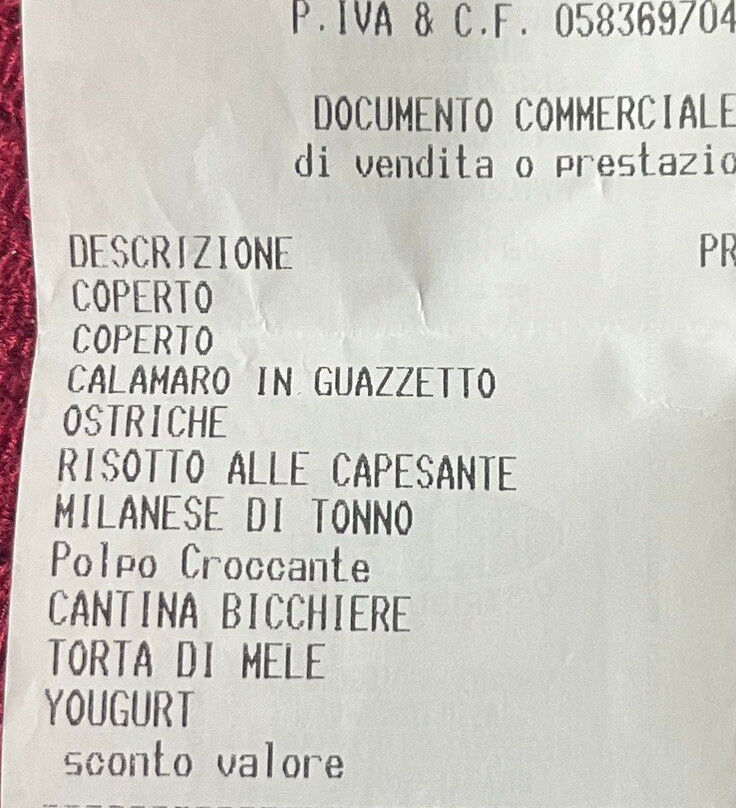 P.IVA & C.F. 058369704
DOCUMENTO COMMERCIALE
di vendita o prestazio
DESCRIZIONE PR
COPERTO
COPERTO
CALAMARO IN GUAZZETTO
OSTRICHE
RISOTTO ALLE CAPESANTE
MILANESE DI TONNO
Polpo Croccante
CANTINA BICCHIERE
TORTA DI MELE
YOUGURT
sconto valore